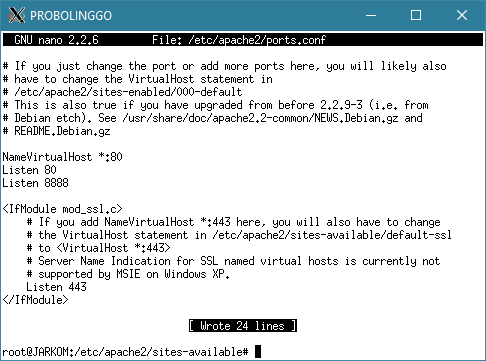 PROBOLINGGO
GNU nano 2.2.6 File: /etc/apache2/ports.conf
# If you just change the port or add more ports here, you will likely also
# have to change the VirtualHost statement in
# /etc/apache2/sites-enabled/000-default
# This is also true if you have upgraded from before 2.2.9-3 (i.e. from
# Debian etch). See /usr/share/doc/apache2.2-common/NEWS.Debian.gz and
# README.Debian.gz
NameVirtualHost *:80
Listen 80
Listen 8888
<IfModule mod_ssl.c>
# If you add NameVirtualHost *:443 here, you will also have to change
# the VirtualHost statement in /etc/apache2/sites-available/default-ssl
# to <VirtualHost *:443>
# Server Name Indication for SSL named virtual hosts is currently not
# supported by MSIE on Windows XP.
Listen 443
</IfModule>
[ Wrote 24 lines ]
root@JARKOM:/etc/apache2/sites-available#